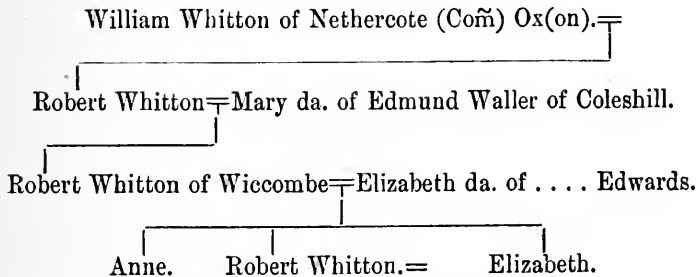 William Whitton of Nethercote (Com̃) Ox(on).=
Robert Whitton=Mary da. of Edmund Waller of Coleshill.
Robert Whitton of Wiccombe=Elizabeth da. of .... Edwards.
Anne. Robert Whitton.= Elizabeth.